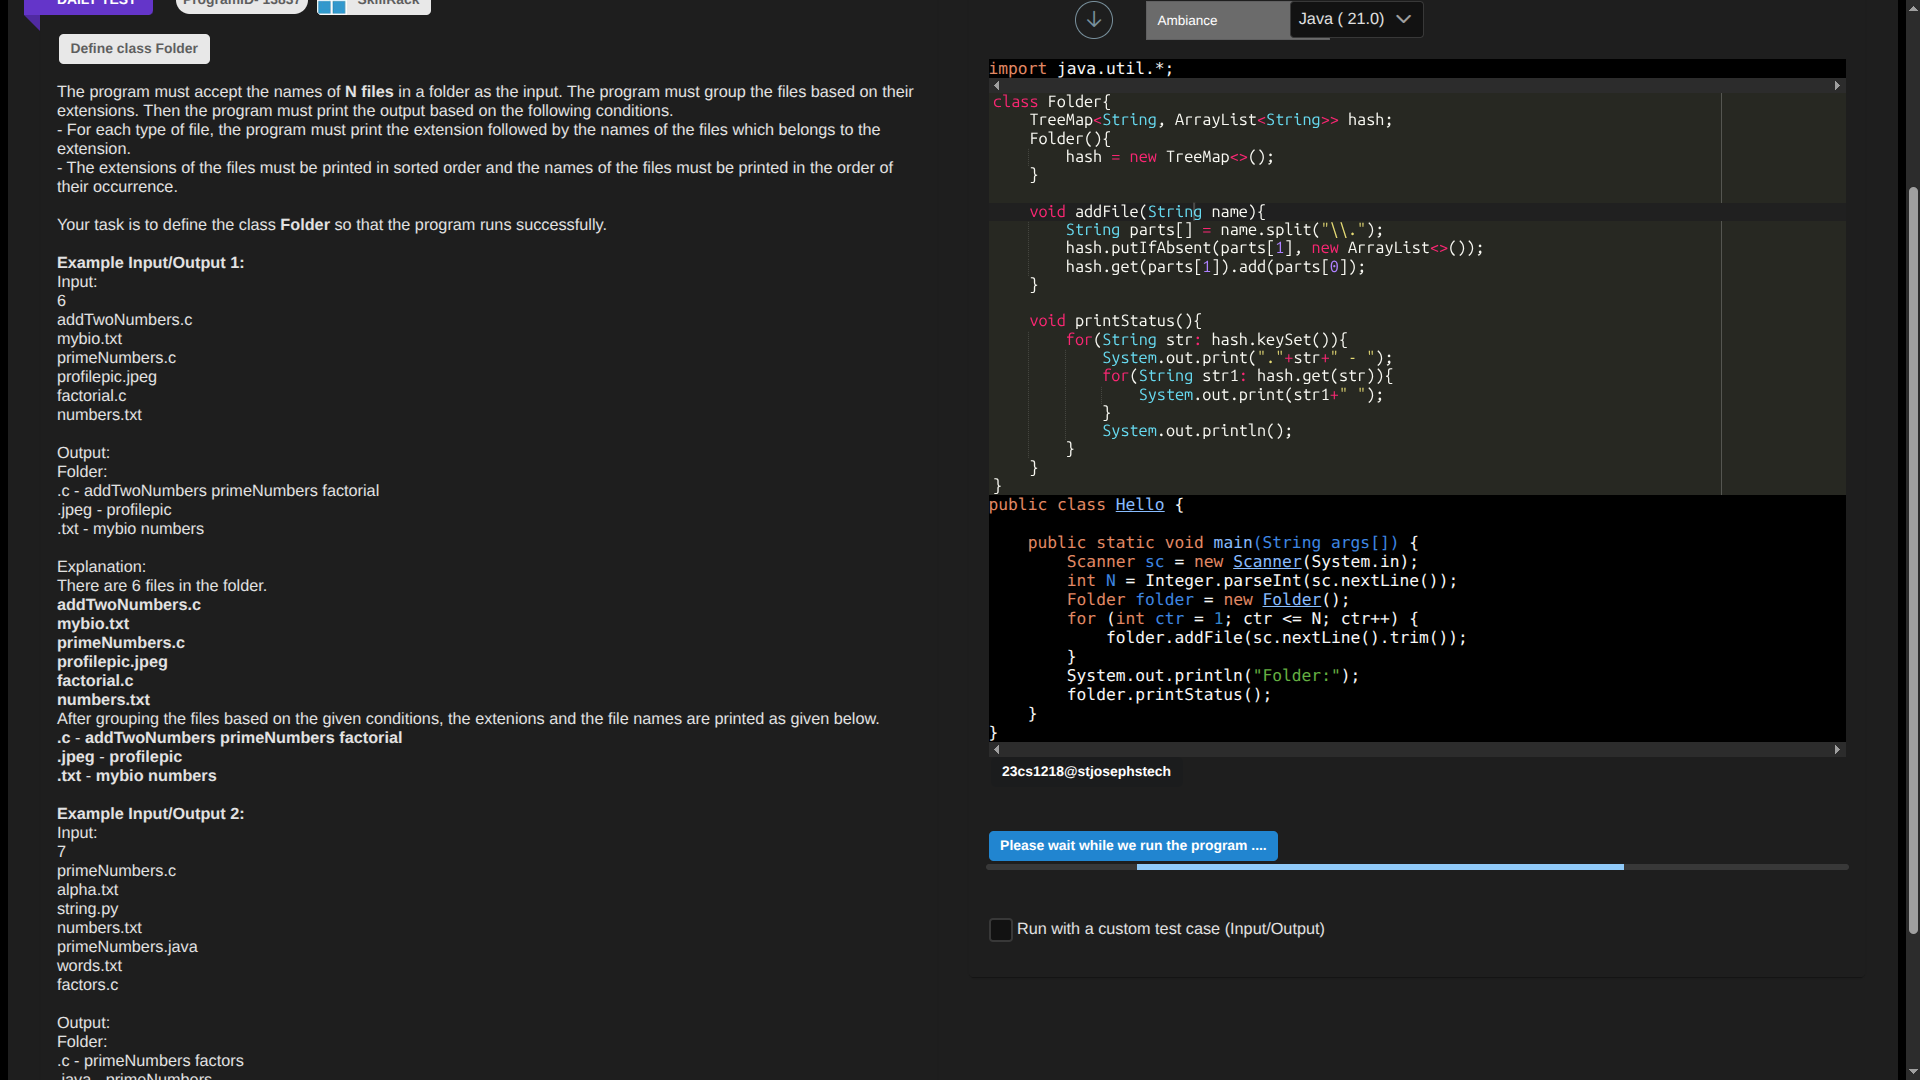 DAILY TEST
ProgramID- 13837
SkillRack
Define class Folder
The program must accept the names of N files in a folder as the input. The program must group the files based on their
extensions. Then the program must print the output based on the following conditions.
- For each type of file, the program must print the extension followed by the names of the files which belongs to the
extension.
- The extensions of the files must be printed in sorted order and the names of the files must be printed in the order of
their occurrence.
Your task is to define the class Folder so that the program runs successfully.
Example Input/Output 1:
Input:
6
addTwoNumbers.c
mybio.txt
primeNumbers.c
profilepic.jpeg
factorial.c
numbers.txt
Output:
Folder:
.c - addTwoNumbers primeNumbers factorial
.jpeg - profilepic
.txt - mybio numbers
Explanation:
There are 6 files in the folder.
addTwoNumbers.c
mybio.txt
primeNumbers.c
profilepic.jpeg
factorial.c
numbers.txt
After grouping the files based on the given conditions, the extenions and the file names are printed as given below.
.c - addTwoNumbers primeNumbers factorial
.jpeg - profilepic
.txt - mybio numbers
Example Input/Output 2:
Input:
7
primeNumbers.c
alpha.txt
string.py
numbers.txt
primeNumbers.java
words.txt
factors.c
Output:
Folder:
.c - primeNumbers factors
.java - primeNumbers
Ambiance
Java ( 21.0)
import java.util.*;
class Folder{
    TreeMap<String, ArrayList<String>> hash;
    Folder(){
        hash = new TreeMap<>();
    }
    void addFile(String name){
        String parts[] = name.split("\\.");
        hash.putIfAbsent(parts[1], new ArrayList<>());
        hash.get(parts[1]).add(parts[0]);
    }
    void printStatus(){
        for(String str: hash.keySet()){
            System.out.print("."+str+" - ");
            for(String str1: hash.get(str)){
                System.out.print(str1+" ");
            }
            System.out.println();
        }
    }
}
public class Hello {
    public static void main(String args[]) {
        Scanner sc = new Scanner(System.in);
        int N = Integer.parseInt(sc.nextLine());
        Folder folder = new Folder();
        for (int ctr = 1; ctr <= N; ctr++) {
            folder.addFile(sc.nextLine().trim());
        }
        System.out.println("Folder:");
        folder.printStatus();
    }
}
23cs1218@stjosephstech
Please wait while we run the program ....
Run with a custom test case (Input/Output)